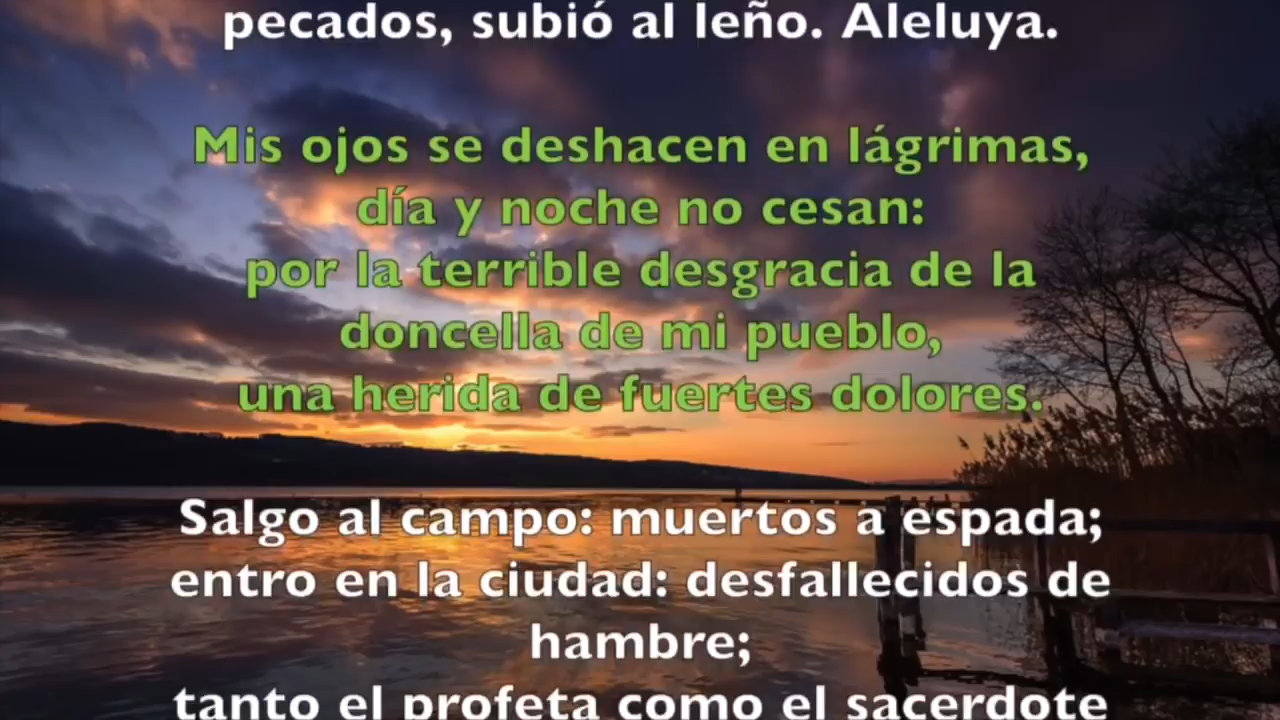 pecados, subió al leño. Aleluya.
Mis ojos se deshacen en lágrimas,
día y noche no cesan:
por la terrible desgracia de la
doncella de mi pueblo,
una herida de fuertes dolores.
Salgo al campo: muertos a espada;
entro en la ciudad: desfallecidos de
hambre;
tanto el profeta como el sacerdote